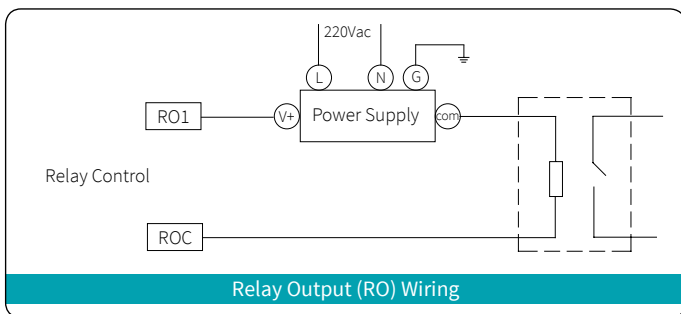 220Vac
L
N
G
RO1
V+
Power Supply
com
Relay Control
ROC
Relay Output (RO) Wiring